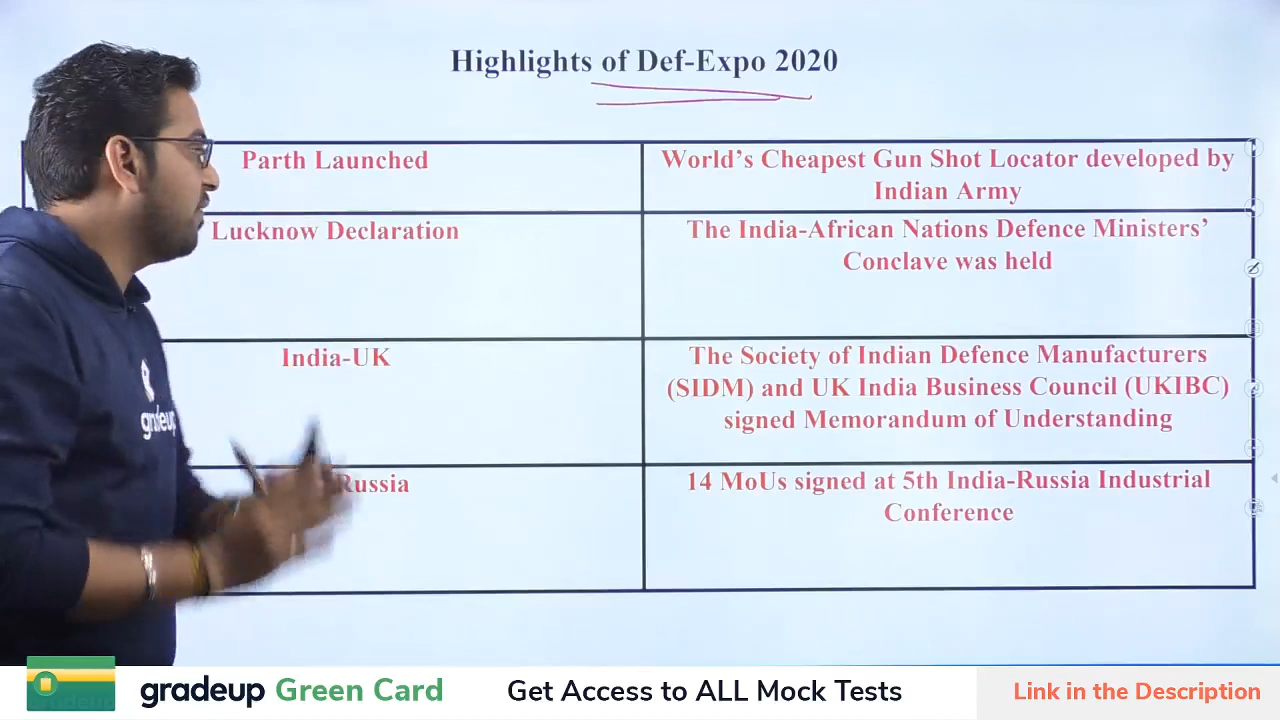 Highlights of Def-Expo 2020
Parth Launched
World's Cheapest Gun Shot Locator developed by
Indian Army
Lucknow Declaration
The India-African Nations Defence Ministers'
Conclave was held
India-UK
The Society of Indian Defence Manufacturers
(SIDM) and UK India Business Council (UKIBC)
signed Memorandum of Understanding
Russia
14 MoUs signed at 5th India-Russia Industrial
Conference
gradeup
gradeup Green Card
Get Access to ALL Mock Tests
Link in the Description